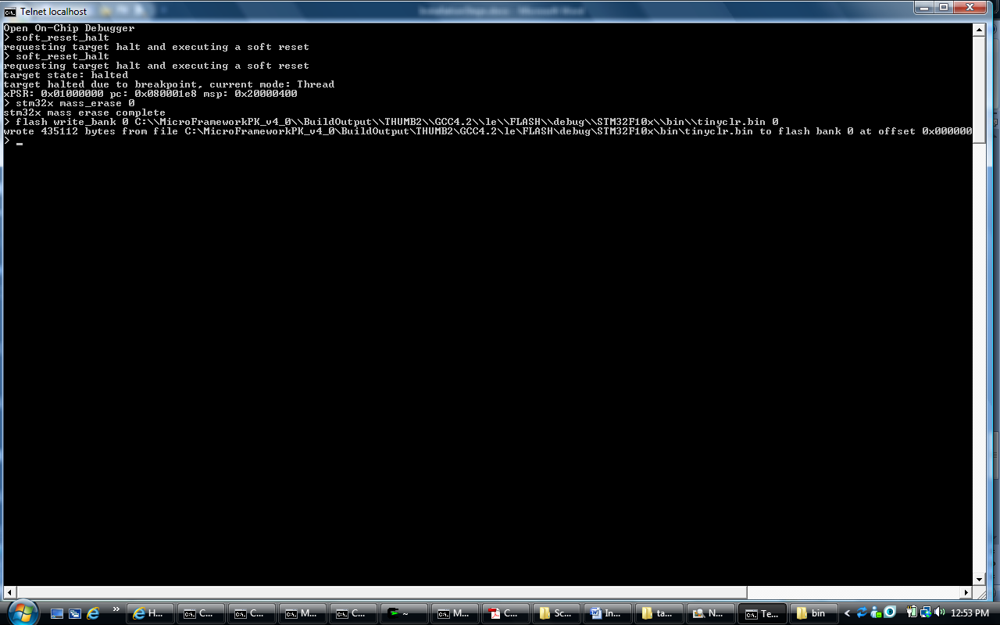 Telnet localhost
InstallationSteps.docx - Microsoft Word
Open On-Chip Debugger
> soft_reset_halt
requesting target halt and executing a soft reset
> soft_reset_halt
requesting target halt and executing a soft reset
target state: halted
target halted due to breakpoint, current mode: Thread
xPSR: 0x01000000 pc: 0x080001e8 msp: 0x20000400
> stm32x mass_erase 0
stm32x mass erase complete
> flash write_bank 0 C:\\MicroFrameworkPK_v4_0\\BuildOutput\\THUMB2\\GCC4.2\\le\\FLASH\\debug\\STM32F10x\\bin\\tinyclr.bin 0
wrote 435112 bytes from file C:\MicroFrameworkPK_v4_0\BuildOutput\THUMB2\GCC4.2\le\FLASH\debug\STM32F10x\bin\tinyclr.bin to flash bank 0 at offset 0x000000
>
H... C... C... M... C... ~ M... C... Sc... In... ta... N... Te... bin 12:53 PM